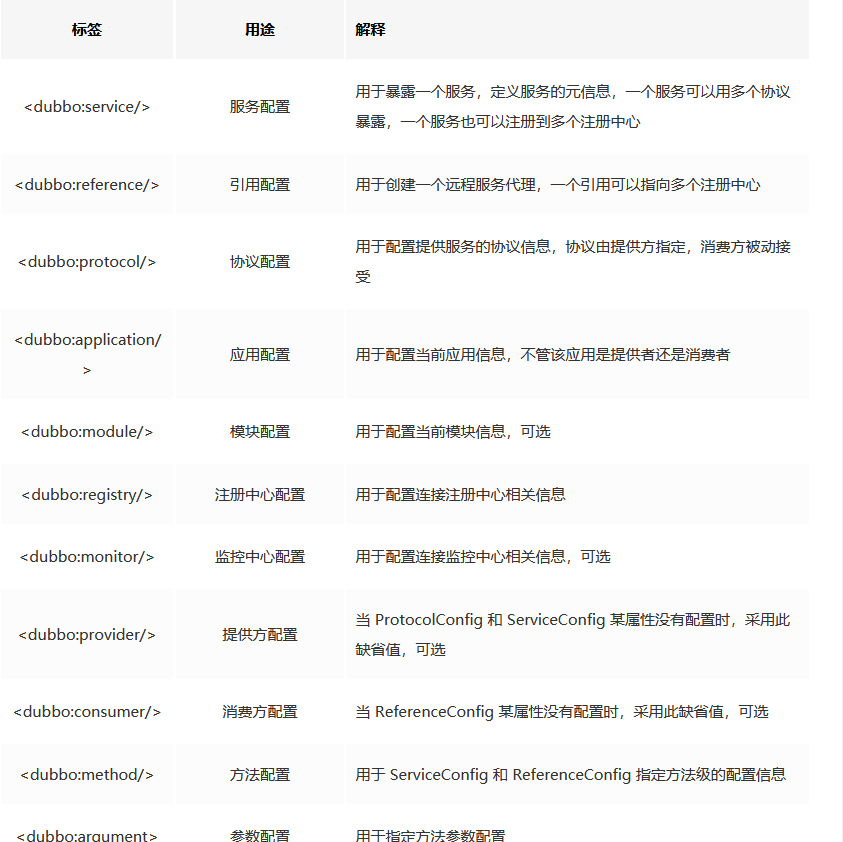 标签 用途 解释
<dubbo:service/> 服务配置 用于暴露一个服务，定义服务的元信息，一个服务可以用多个协议
暴露，一个服务也可以注册到多个注册中心
<dubbo:reference/> 引用配置 用于创建一个远程服务代理，一个引用可以指向多个注册中心
<dubbo:protocol/> 协议配置 用于配置提供服务的协议信息，协议由提供方指定，消费方被动接
受
<dubbo:application/
> 应用配置 用于配置当前应用信息，不管该应用是提供者还是消费者
<dubbo:module/> 模块配置 用于配置当前模块信息，可选
<dubbo:registry/> 注册中心配置 用于配置连接注册中心相关信息
<dubbo:monitor/> 监控中心配置 用于配置连接监控中心相关信息，可选
<dubbo:provider/> 提供方配置 当 ProtocolConfig 和 ServiceConfig 某属性没有配置时，采用此
缺省值，可选
<dubbo:consumer/> 消费方配置 当 ReferenceConfig 某属性没有配置时，采用此缺省值，可选
<dubbo:method/> 方法配置 用于 ServiceConfig 和 ReferenceConfig 指定方法级的配置信息
<dubbo:argument> 参数配置 用于指定方法参数配置